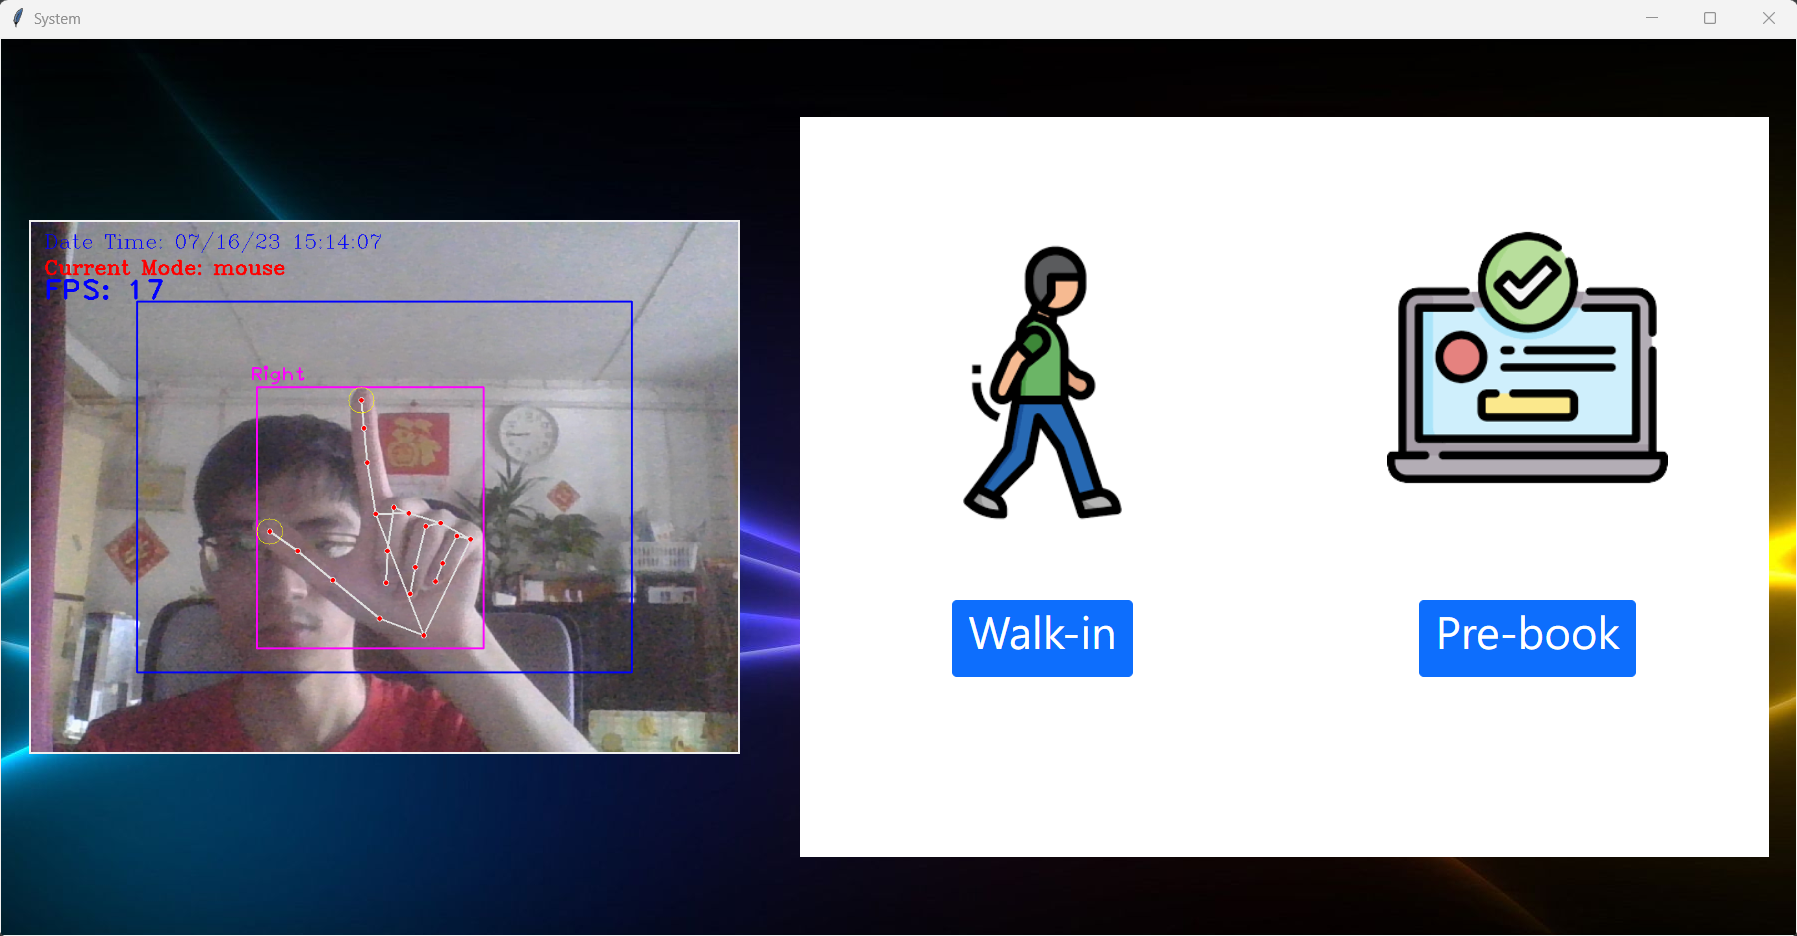 System
Date Time: 07/16/23 15:14:07
Current Mode: mouse
FPS: 17
Right
福
Walk-in
Pre-book